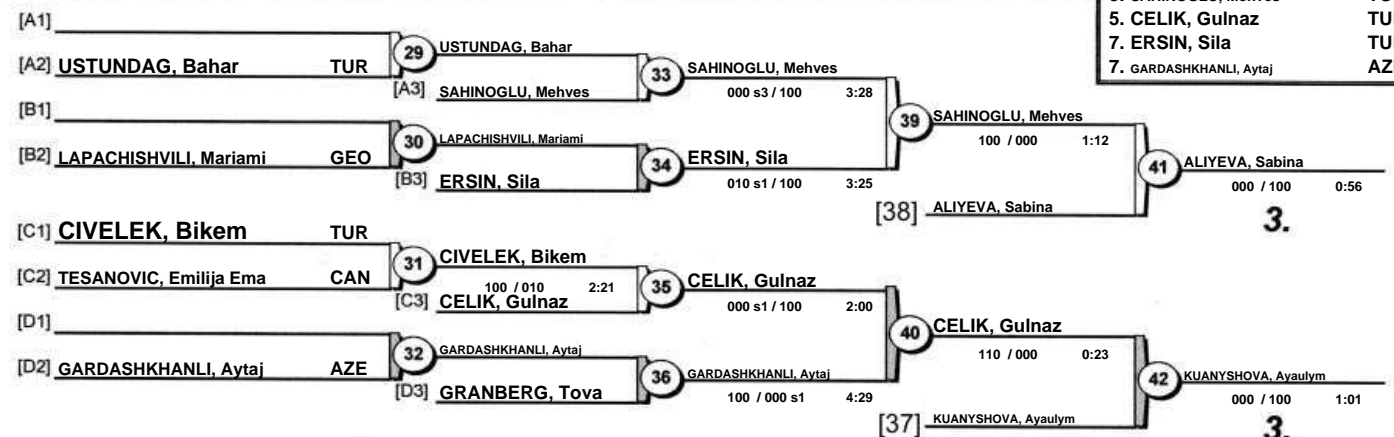 5. CELIK, Gulnaz TU
7. ERSIN, Sila TU
7. GARDASHKHANLI, Aytaj AZ
[A1]
[A2] USTUNDAG, Bahar TUR
29 USTUNDAG, Bahar
[A3] SAHINOGLU, Mehves
33 SAHINOGLU, Mehves
000 s3 / 100 3:28
[B1]
[B2] LAPACHISHVILI, Mariami GEO
30 LAPACHISHVILI, Mariami
[B3] ERSIN, Sila
34 ERSIN, Sila
010 s1 / 100 3:25
39 SAHINOGLU, Mehves
100 / 000 1:12
[38] ALIYEVA, Sabina
41 ALIYEVA, Sabina
000 / 100 0:56
3.
[C1] CIVELEK, Bikem TUR
[C2] TESANOVIC, Emilija Ema CAN
31 CIVELEK, Bikem
100 / 010 2:21
[C3] CELIK, Gulnaz
35 CELIK, Gulnaz
000 s1 / 100 2:00
[D1]
[D2] GARDASHKHANLI, Aytaj AZE
32 GARDASHKHANLI, Aytaj
[D3] GRANBERG, Tova
36 GARDASHKHANLI, Aytaj
100 / 000 s1 4:29
40 CELIK, Gulnaz
110 / 000 0:23
[37] KUANYSHOVA, Ayaulym
42 KUANYSHOVA, Ayaulym
000 / 100 1:01
3.